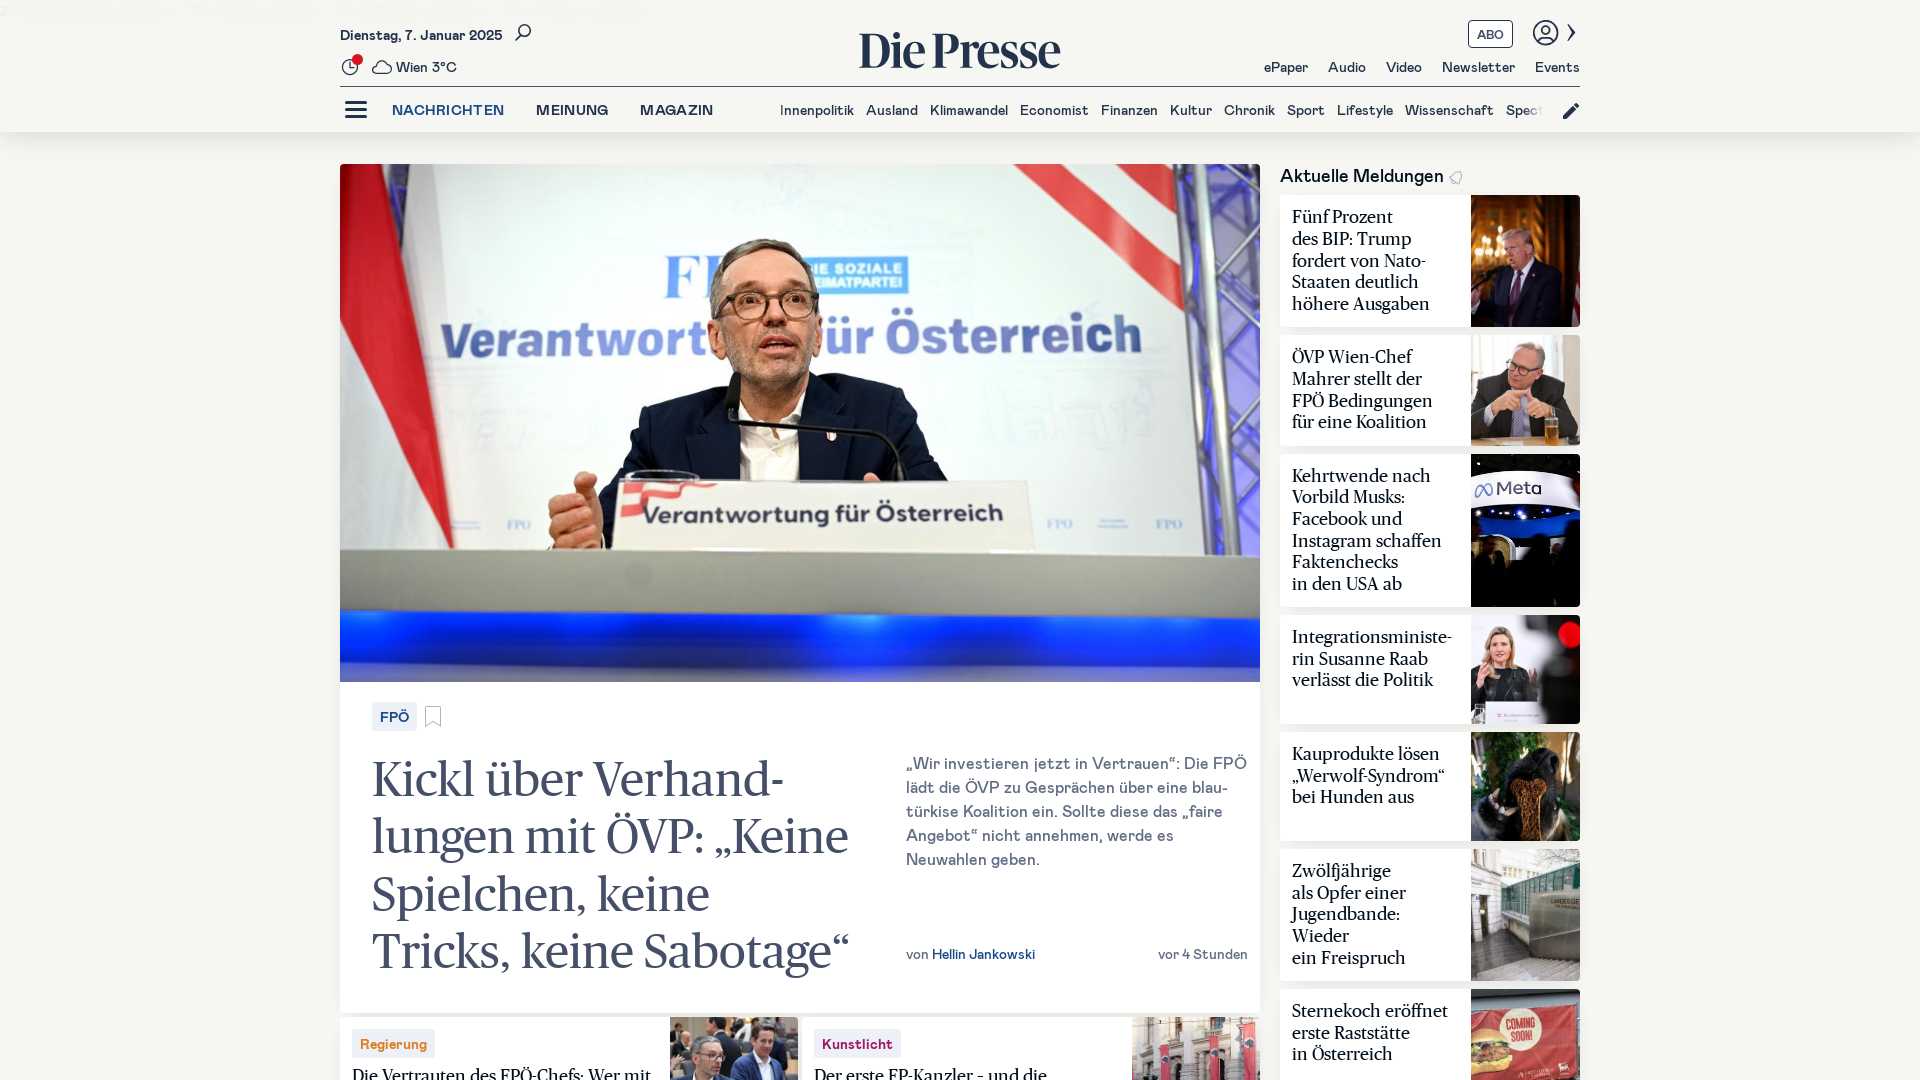 Dienstag, 7. Januar 2025
Wien 3°C
Die Presse
ABO
ePaper Audio Video Newsletter Events
NACHRICHTEN MEINUNG MAGAZIN
Innenpolitik Ausland Klimawandel Economist Finanzen Kultur Chronik Sport Lifestyle Wissenschaft Spect
DIE SOZIALE
HEIMATPARTEI
Verantwort für Österreich
Verantwortung für Österreich
FPÖ FPÖ FPÖ
FPÖ
Kickl über Verhand-
lungen mit ÖVP: „Keine
Spielchen, keine
Tricks, keine Sabotage“
„Wir investieren jetzt in Vertrauen“: Die FPÖ
lädt die ÖVP zu Gesprächen über eine blau-
türkise Koalition ein. Sollte diese das „faire
Angebot“ nicht annehmen, werde es
Neuwahlen geben.
von Hellin Jankowski vor 4 Stunden
Regierung
Die Vertrauten des FPÖ-Chefs: Wer mit
Kunstlicht
Der erste FP-Kanzler – und die
Aktuelle Meldungen
Fünf Prozent
des BIP: Trump
fordert von Nato-
Staaten deutlich
höhere Ausgaben
ÖVP Wien-Chef
Mahrer stellt der
FPÖ Bedingungen
für eine Koalition
Kehrtwende nach
Vorbild Musks:
Facebook und
Instagram schaffen
Faktenchecks
in den USA ab
Meta
Integrationsministe-
rin Susanne Raab
verlässt die Politik
Kauprodukte lösen
„Werwolf-Syndrom“
bei Hunden aus
Zwölfjährige
als Opfer einer
Jugendbande:
Wieder
ein Freispruch
LANDESGE
Sternekoch eröffnet
erste Raststätte
in Österreich
COMING
SOON!